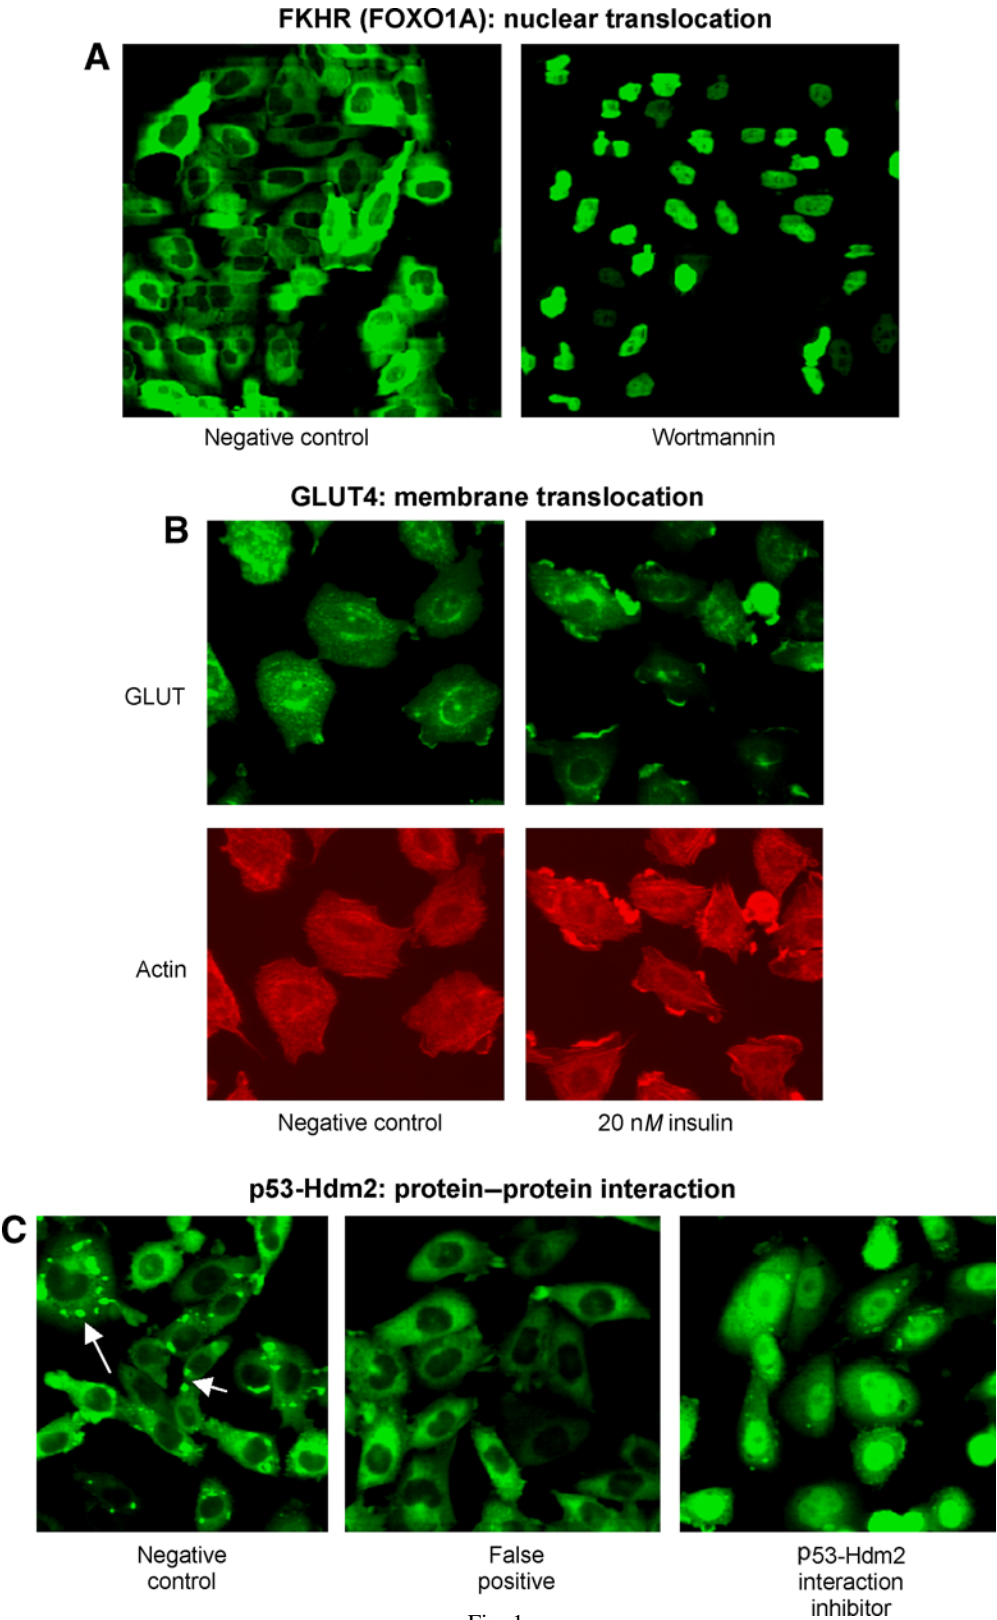 FKHR (FOXO1A): nuclear translocation
A
Negative control
Wortmannin
GLUT4: membrane translocation
B
GLUT
Actin
Negative control
20 nM insulin
p53-Hdm2: protein–protein interaction
C
Negative
control
False
positive
p53-Hdm2
interaction
inhibitor